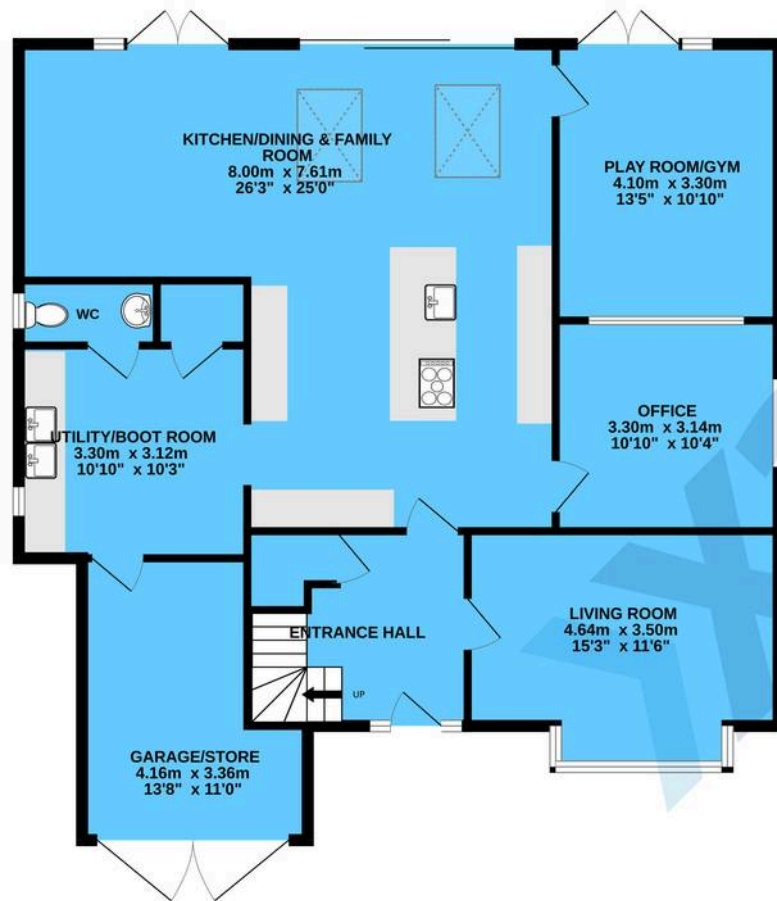 KITCHEN/DINING & FAMILY
ROOM
8.00m x 7.61m
26'3" x 25'0"
PLAY ROOM/GYM
4.10m x 3.30m
13'5" x 10'10"
WC
UTILITY/BOOT ROOM
3.30m x 3.12m
10'10" x 10'3"
OFFICE
3.30m x 3.14m
10'10" x 10'4"
LIVING ROOM
4.64m x 3.50m
15'3" x 11'6"
ENTRANCE HALL
UP
GARAGE/STORE
4.16m x 3.36m
13'8" x 11'0"